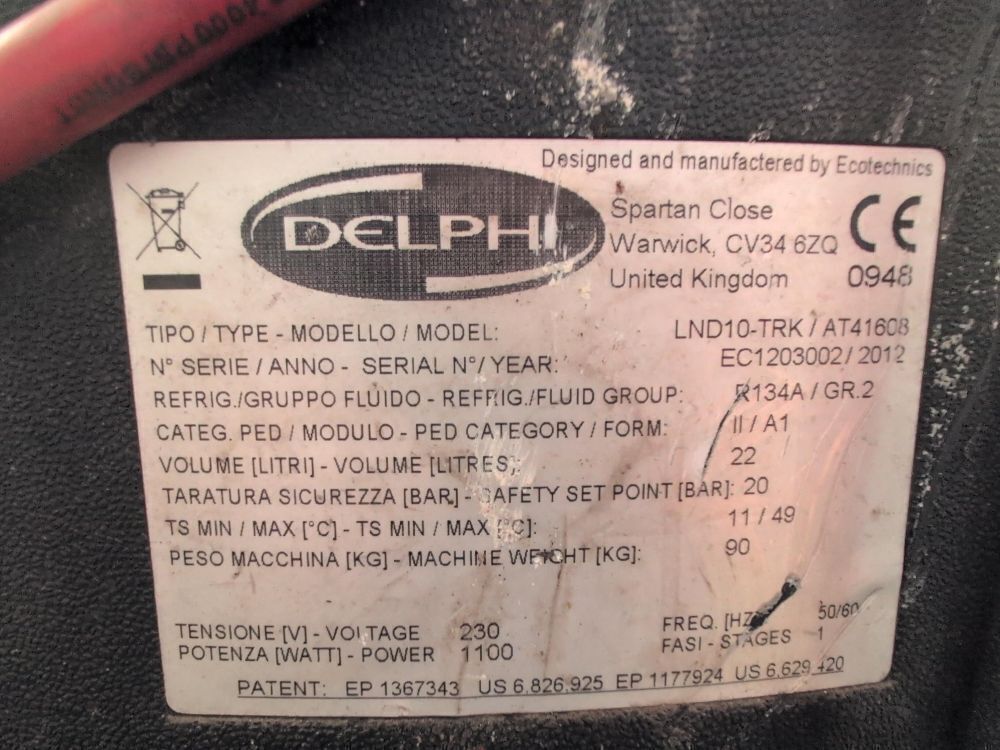 Designed and manufactured by Ecotechnics
DELPHI
Spartan Close
Warwick, CV34 6ZQ
United Kingdom
CE
0948
TIPO / TYPE - MODELLO / MODEL: LND10-TRK / AT41608
N° SERIE / ANNO - SERIAL N°/ YEAR: EC1203002 / 2012
REFRIG./GRUPPO FLUIDO - REFRIG./FLUID GROUP: R134A / GR.2
CATEG. PED / MODULO - PED CATEGORY / FORM: II / A1
VOLUME [LITRI] - VOLUME [LITRES]: 22
TARATURA SICUREZZA [BAR] - SAFETY SET POINT [BAR]: 20
TS MIN / MAX [°C] - TS MIN / MAX [°C]: 11 / 49
PESO MACCHINA [KG] - MACHINE WEIGHT [KG]: 90
TENSIONE [V] - VOLTAGE 230 FREQ. [HZ] 50/60
POTENZA [WATT] - POWER 1100 FASI - STAGES 1
PATENT: EP 1367343 US 6,826,925 EP 1177924 US 6,629,420